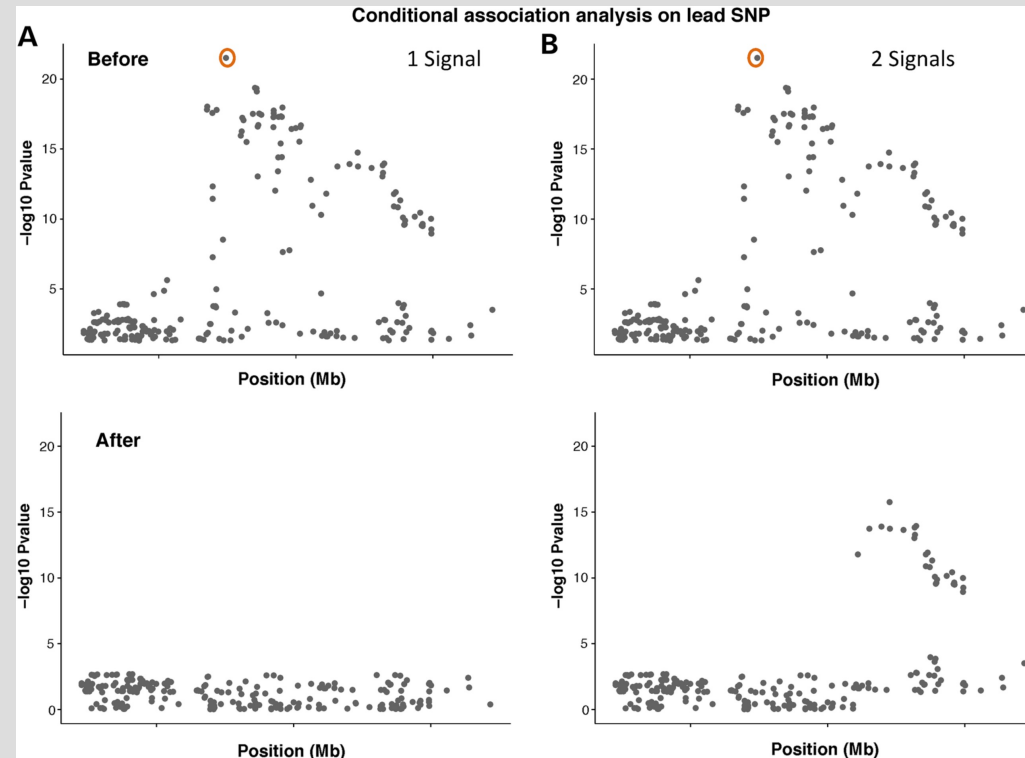 Conditional association analysis on lead SNP
A
Before
1 Signal
−log10 Pvalue
20
15
10
5
Position (Mb)
B
2 Signals
−log10 Pvalue
20
15
10
5
Position (Mb)
After
−log10 Pvalue
20
15
10
5
0
Position (Mb)
−log10 Pvalue
20
15
10
5
0
Position (Mb)